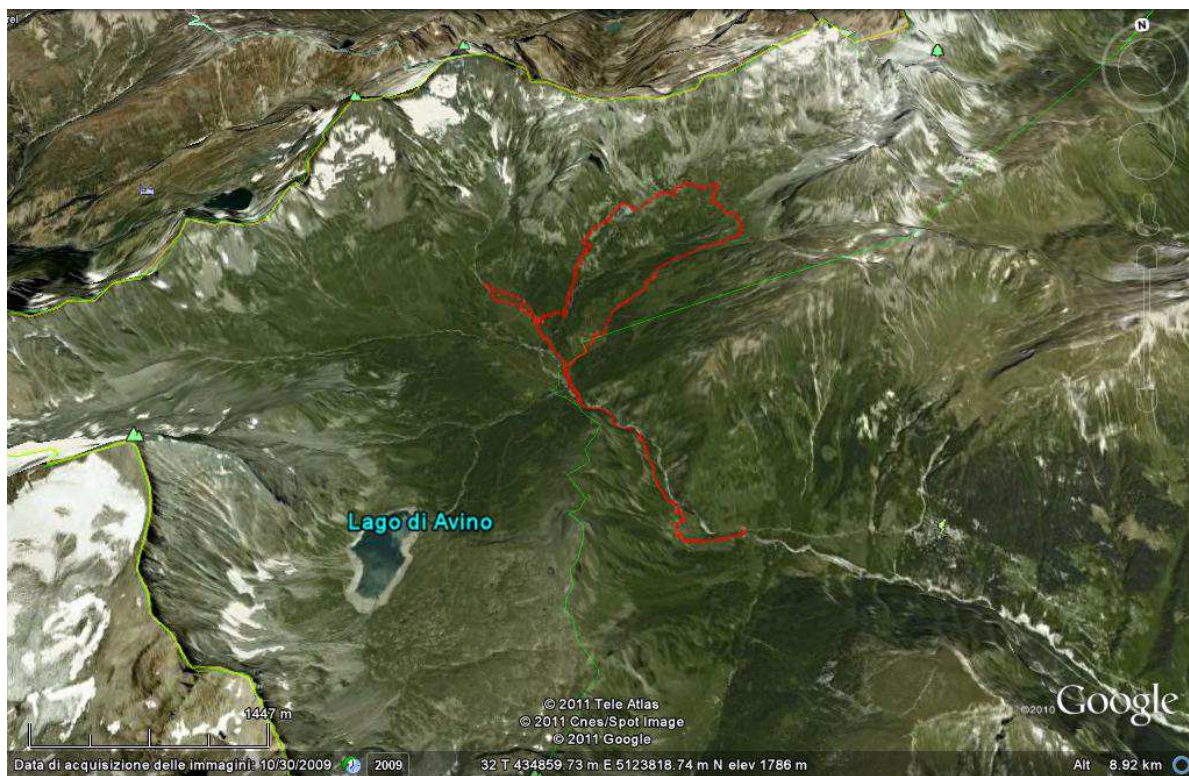 N
Lago di Avino
1447 m
© 2011 Tele Atlas
© 2011 Cnes/Spot Image
© 2011 Google
©2010 Google
Data di acquisizione delle immagini: 10/30/2009 2009 32 T 434859.73 m E 5123818.74 m N elev 1786 m Alt 8.92 km